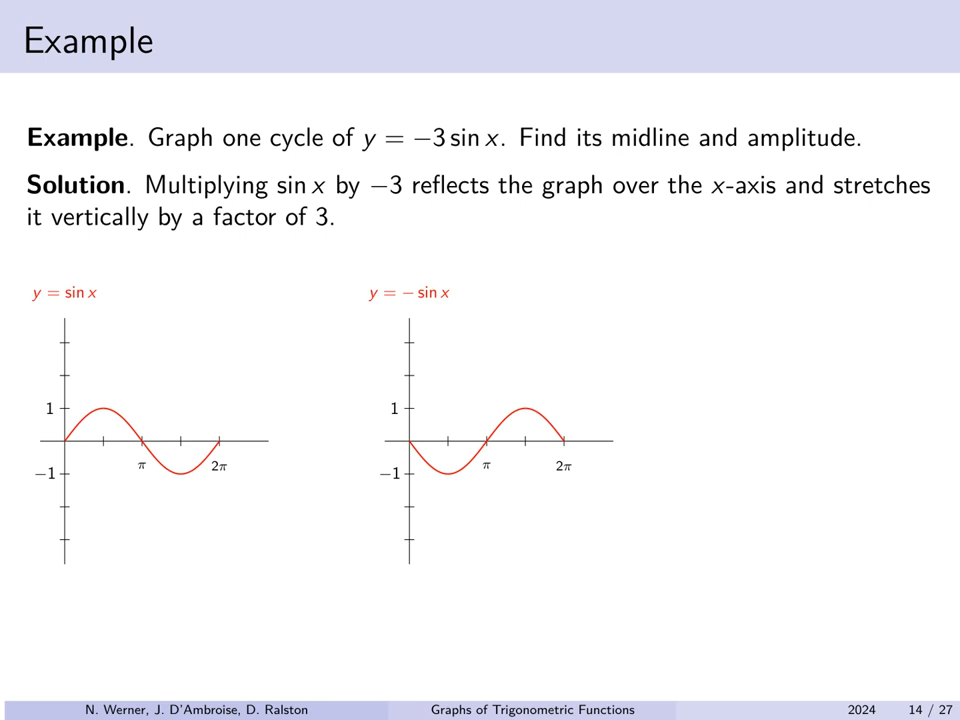 Example
Example. Graph one cycle of y = −3 sin x. Find its midline and amplitude.
Solution. Multiplying sin x by −3 reflects the graph over the x-axis and stretches
it vertically by a factor of 3.
y = sin x
1
−1
π
2π
y = − sin x
1
−1
π
2π
N. Werner, J. D'Ambroise, D. Ralston
Graphs of Trigonometric Functions
2024
14 / 27